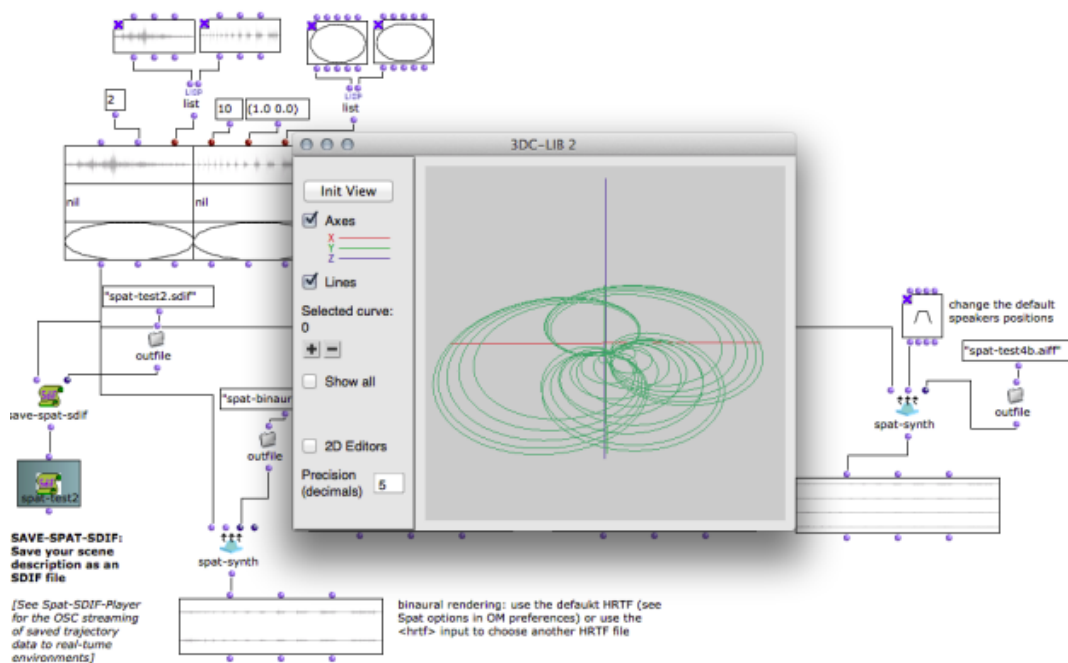 LISP
list
LISP
list
2
10
(1.0 0.0)
nil
nil
3DC-LIB 2
Init View
Axes
X
Y
Z
Lines
Selected curve:
0
+
−
Show all
2D Editors
Precision
(decimals)
5
"spat-test2.sdif"
outfile
ave-spat-sdif
spat-test2
"spat-binaur
outfile
spat-synth
change the default
speakers positions
"spat-test4b.aiff"
outfile
spat-synth
SAVE-SPAT-SDIF:
Save your scene
description as an
SDIF file
[See Spat-SDIF-Player
for the OSC streaming
of saved trajectory
data to real-tume
environments]
binaural rendering: use the defaukt HRTF (see
Spat options in OM preferences) or use the
<hrtf> input to choose another HRTF file